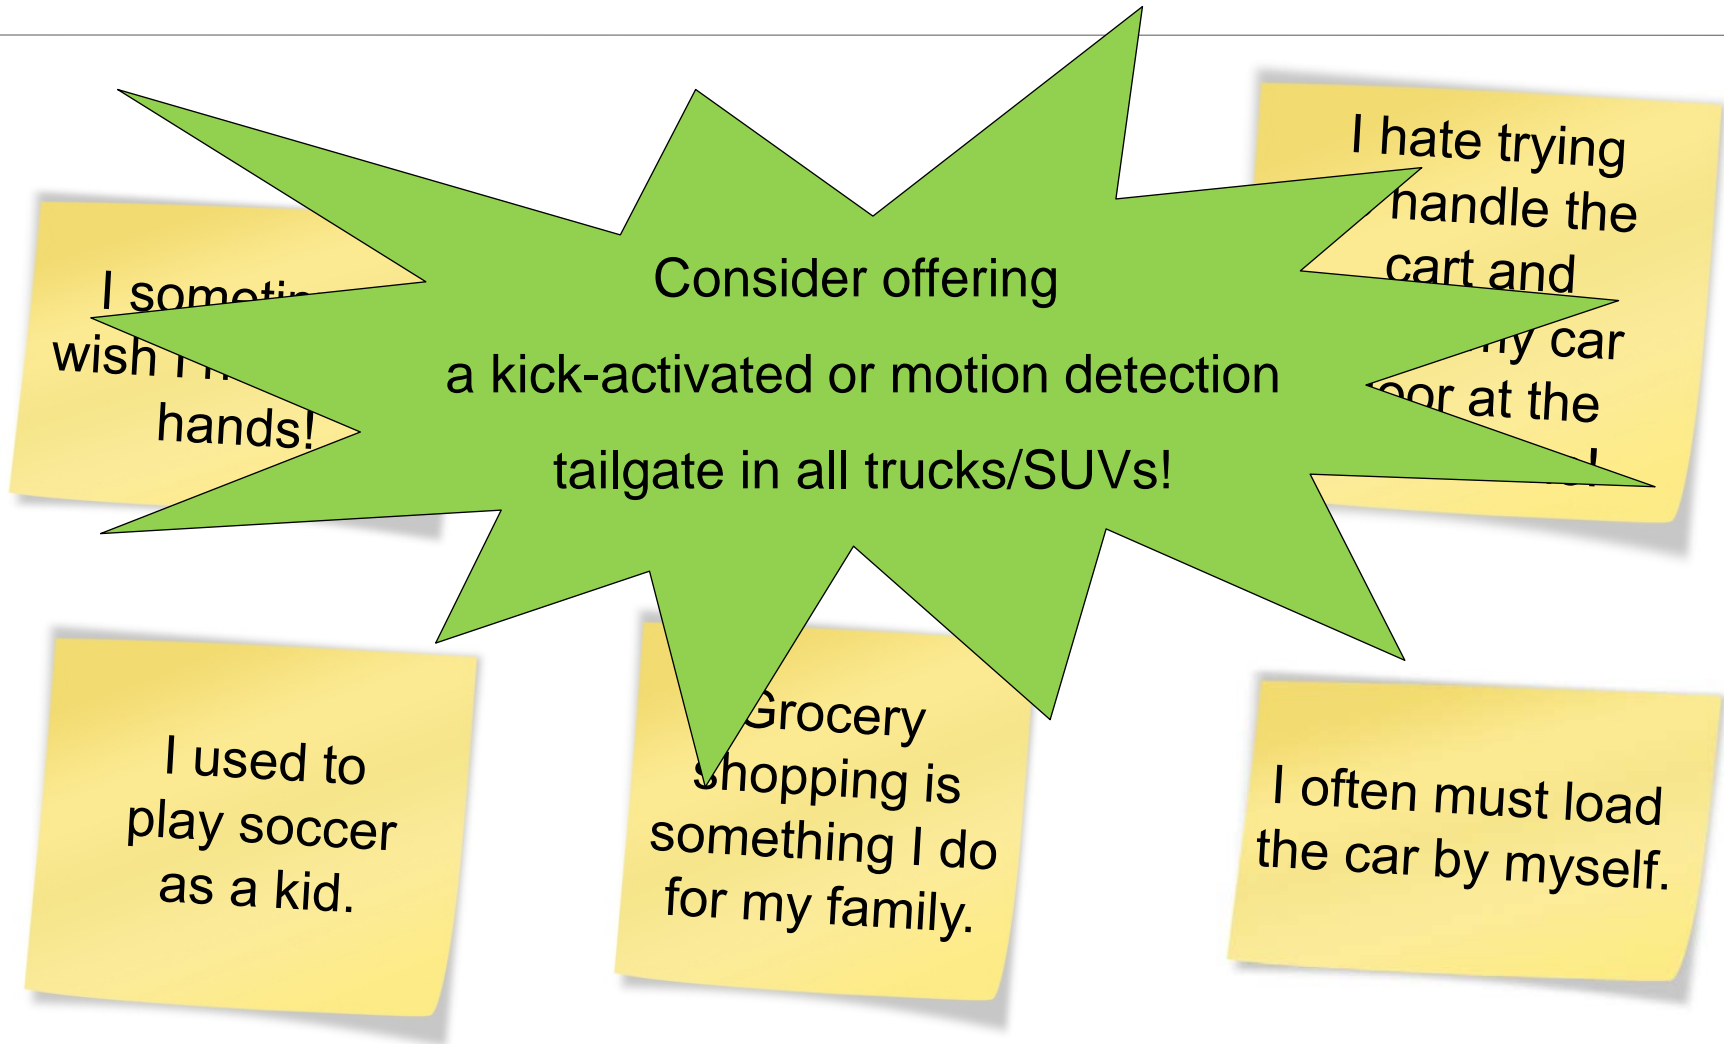 I
wish I
hands!
Consider offering
a kick-activated or motion detection
tailgate in all trucks/SUVs!
I hate trying
handle the
cart and
car
at the
I used to
play soccer
as a kid.
Grocery
shopping is
something I do
for my family.
I often must load
the car by myself.